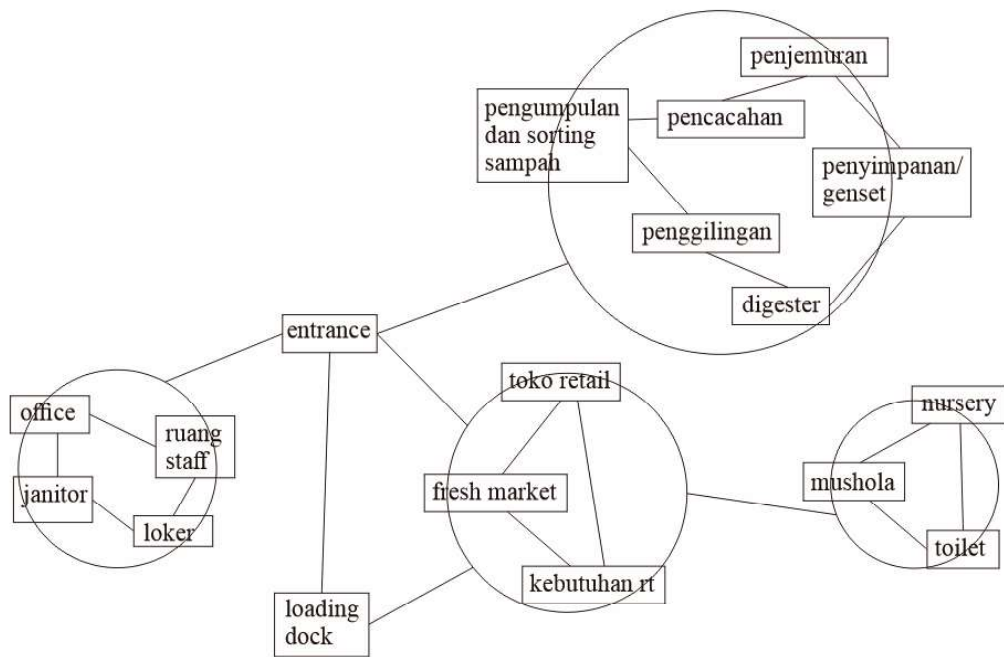 penjemuran
pengumpulan
dan sorting
sampah
pencacahan
penyimpanan/
genset
penggilingan
digester
entrance
toko retail
office
ruang
staff
nursery
fresh market
mushola
janitor
loker
toilet
kebutuhan rt
loading
dock